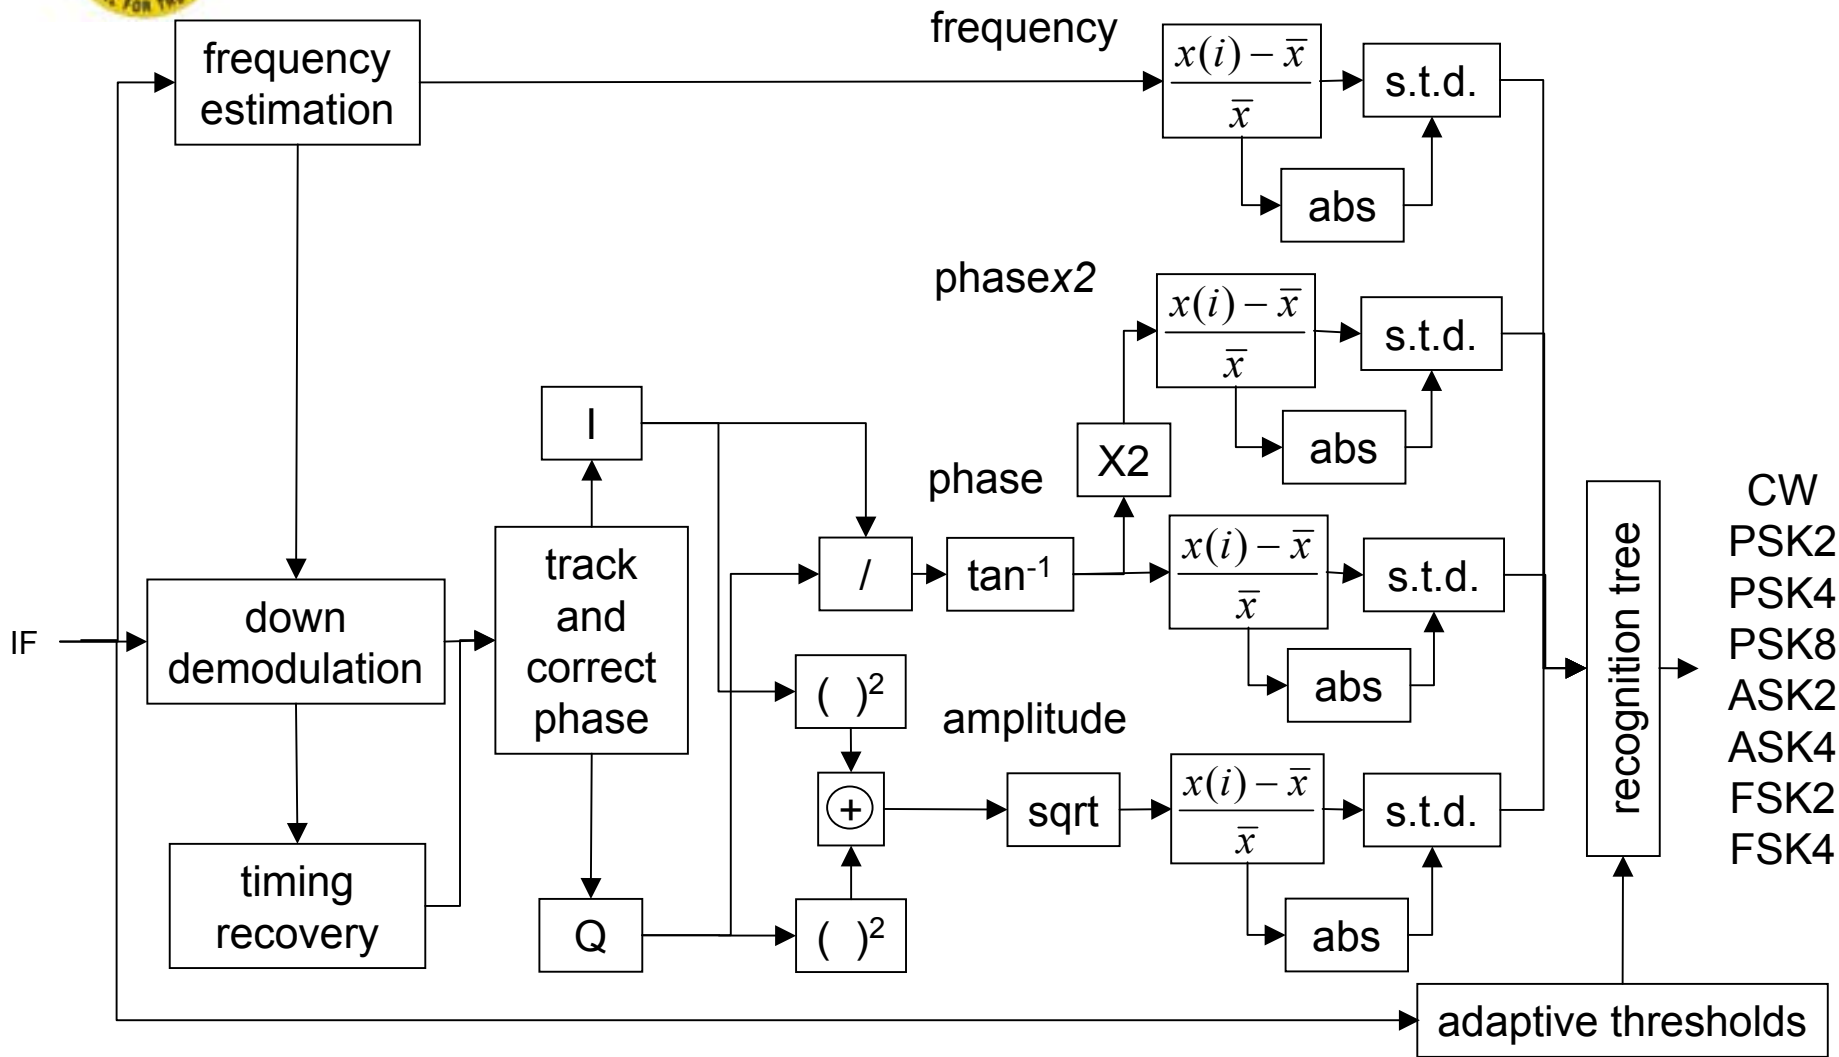 FOR
frequency
estimation
frequency
x(i) − x̅
x̅
s.t.d.
abs
phasex2
x(i) − x̅
x̅
s.t.d.
abs
I
X2
phase
track
and
correct
phase
/
tan⁻¹
x(i) − x̅
x̅
s.t.d.
abs
IF
down
demodulation
( )²
amplitude
+
sqrt
x(i) − x̅
x̅
s.t.d.
abs
timing
recovery
Q
( )²
recognition tree
CW
PSK2
PSK4
PSK8
ASK2
ASK4
FSK2
FSK4
adaptive thresholds